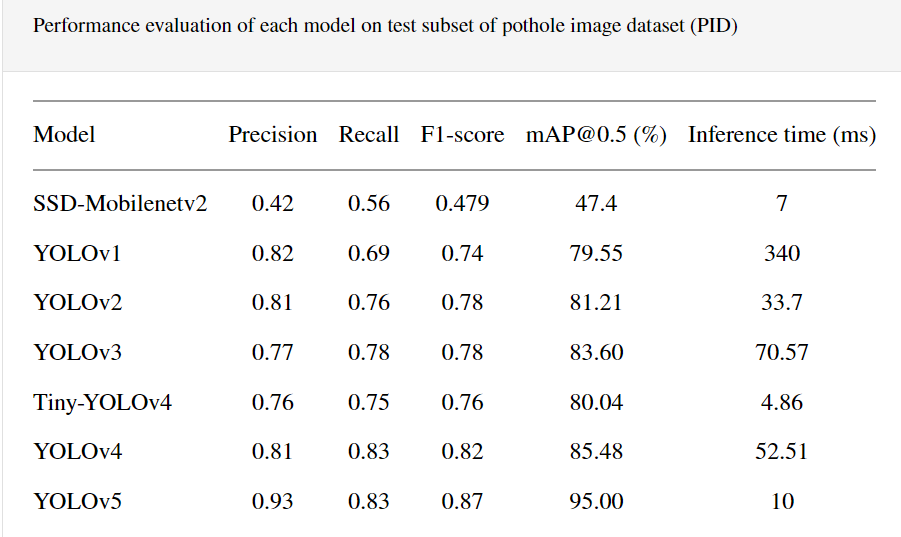 Performance evaluation of each model on test subset of pothole image dataset (PID)
Model Precision Recall F1-score mAP@0.5 (%) Inference time (ms)
SSD-Mobilenetv2 0.42 0.56 0.479 47.4 7
YOLOv1 0.82 0.69 0.74 79.55 340
YOLOv2 0.81 0.76 0.78 81.21 33.7
YOLOv3 0.77 0.78 0.78 83.60 70.57
Tiny-YOLOv4 0.76 0.75 0.76 80.04 4.86
YOLOv4 0.81 0.83 0.82 85.48 52.51
YOLOv5 0.93 0.83 0.87 95.00 10